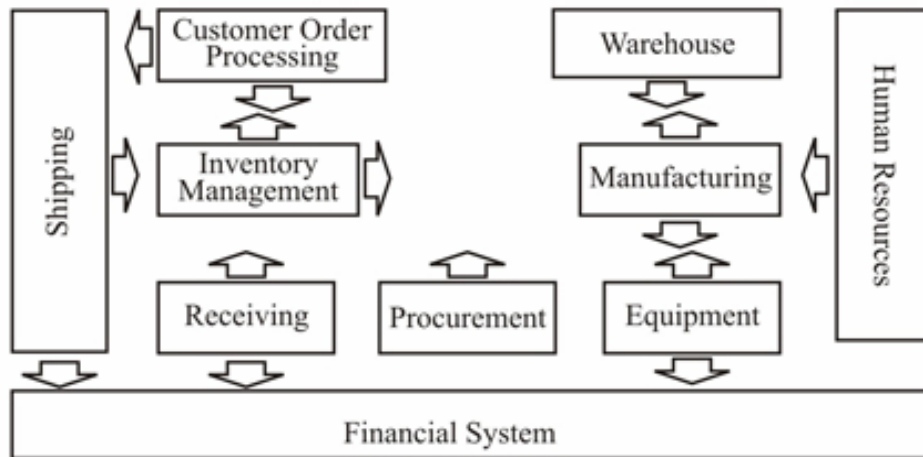 Customer Order
Processing
Warehouse
Shipping
Human Resources
Inventory
Management
Manufacturing
Receiving
Procurement
Equipment
Financial System